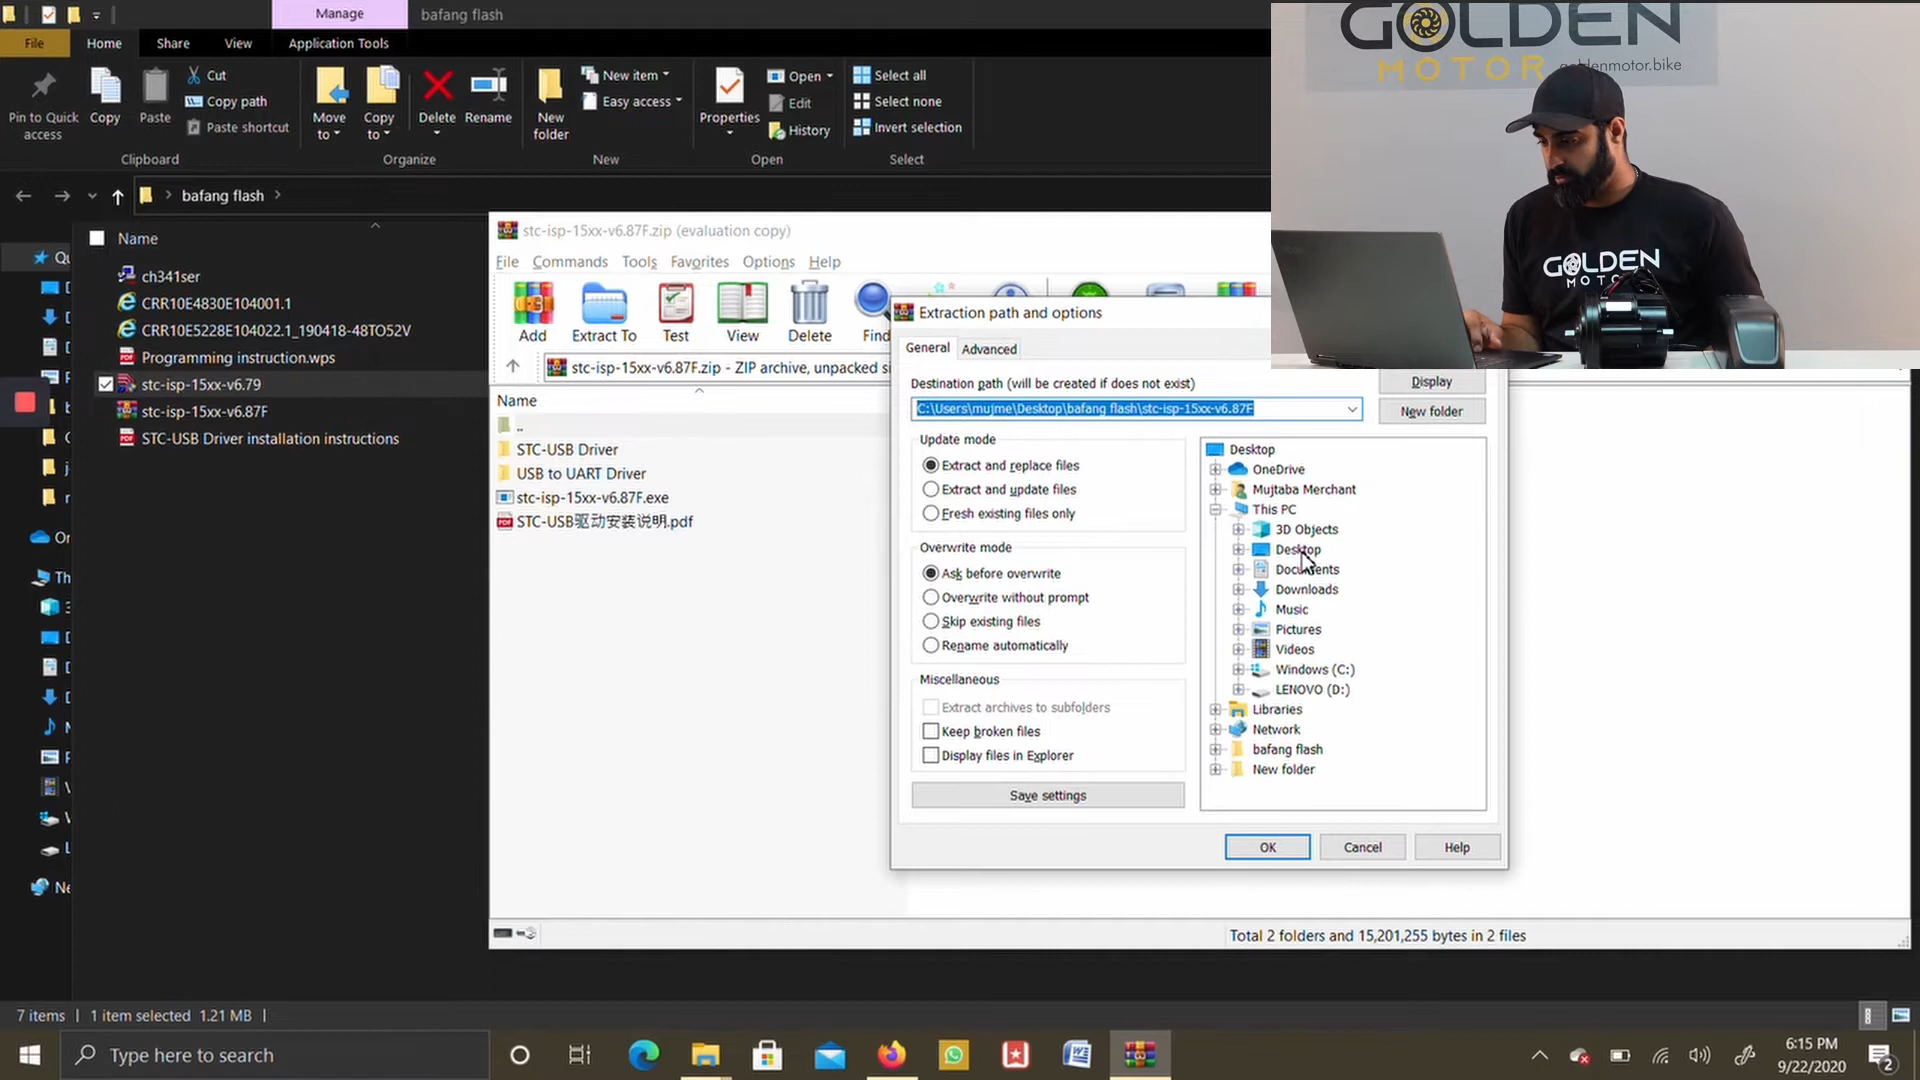 Manage
bafang flash
File
Home
Share
View
Application Tools
Pin to Quick access
Copy
Paste
Cut
Copy path
Paste shortcut
Clipboard
Move to
Copy to
Delete
Rename
Organize
New folder
New item
Easy access
New
Properties
Open
Edit
History
Open
Select all
Select none
Invert selection
Select
GOLDEN
MOTOR
goldenmotor.bike
GOLDEN
MOTOR
bafang flash
Name
ch341ser
CRR10E4830E104001.1
CRR10E5228E104022.1_190418-48TO52V
Programming instruction.wps
stc-isp-15xx-v6.79
stc-isp-15xx-v6.87F
STC-USB Driver installation instructions
stc-isp-15xx-v6.87F.zip (evaluation copy)
File
Commands
Tools
Favorites
Options
Help
Add
Extract To
Test
View
Delete
Find
stc-isp-15xx-v6.87F.zip - ZIP archive, unpacked si
Name
..
STC-USB Driver
USB to UART Driver
stc-isp-15xx-v6.87F.exe
STC-USB驱动安装说明.pdf
Extraction path and options
General
Advanced
Destination path (will be created if does not exist)
Display
C:\Users\mujme\Desktop\bafang flash\stc-isp-15xx-v6.87F
New folder
Update mode
Extract and replace files
Extract and update files
Fresh existing files only
Overwrite mode
Ask before overwrite
Overwrite without prompt
Skip existing files
Rename automatically
Miscellaneous
Extract archives to subfolders
Keep broken files
Display files in Explorer
Save settings
Desktop
OneDrive
Mujtaba Merchant
This PC
3D Objects
Desktop
Documents
Downloads
Music
Pictures
Videos
Windows (C:)
LENOVO (D:)
Libraries
Network
bafang flash
New folder
OK
Cancel
Help
Total 2 folders and 15,201,255 bytes in 2 files
7 items
1 item selected 1.21 MB
Type here to search
6:15 PM
9/22/2020
2